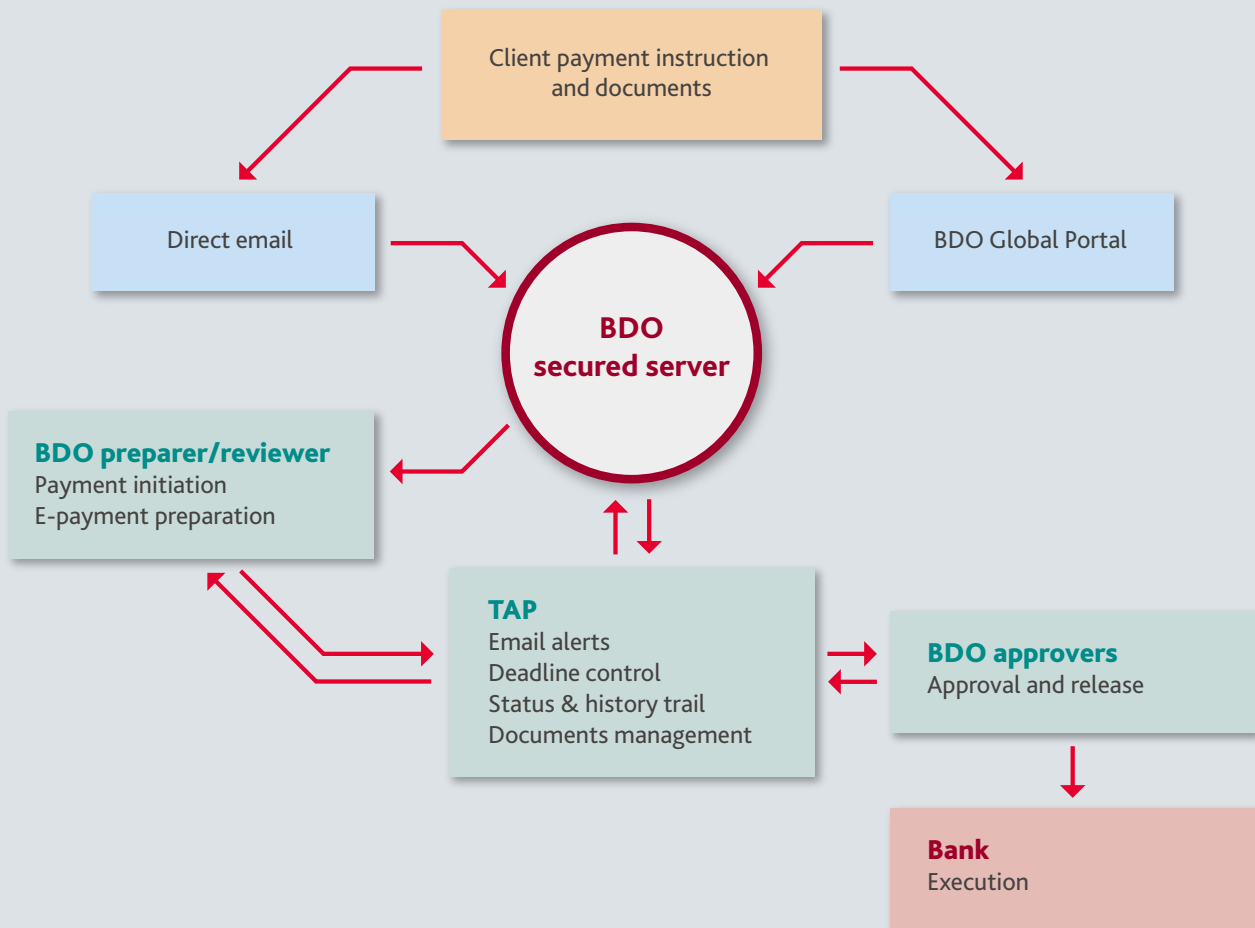 Client payment instruction
and documents
Direct email
BDO Global Portal
BDO
secured server
BDO preparer/reviewer
Payment initiation
E-payment preparation
TAP
Email alerts
Deadline control
Status & history trail
Documents management
BDO approvers
Approval and release
Bank
Execution